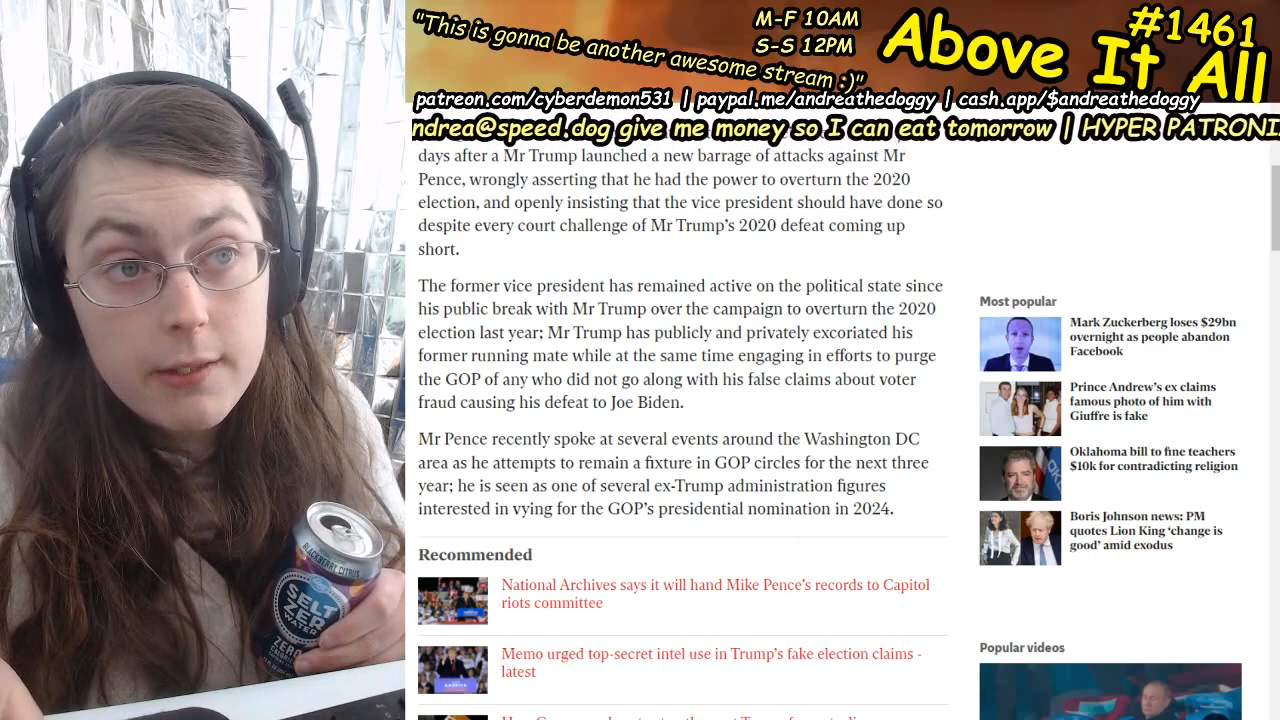 "This is gonna be another awesome stream :)"
M-F 10AM
S-S 12PM
Above It All
#1461
patreon.com/cyberdemon531 | paypal.me/andreathedoggy | cash.app/$andreathedoggy
ndrea@speed.dog give me money so I can eat tomorrow | HYPER PATRONI
days after a Mr Trump launched a new barrage of attacks against Mr
Pence, wrongly asserting that he had the power to overturn the 2020
election, and openly insisting that the vice president should have done so
despite every court challenge of Mr Trump's 2020 defeat coming up
short.
The former vice president has remained active on the political state since
his public break with Mr Trump over the campaign to overturn the 2020
election last year; Mr Trump has publicly and privately excoriated his
former running mate while at the same time engaging in efforts to purge
the GOP of any who did not go along with his false claims about voter
fraud causing his defeat to Joe Biden.
Mr Pence recently spoke at several events around the Washington DC
area as he attempts to remain a fixture in GOP circles for the next three
year; he is seen as one of several ex-Trump administration figures
interested in vying for the GOP's presidential nomination in 2024.
Recommended
National Archives says it will hand Mike Pence's records to Capitol
riots committee
Memo urged top-secret intel use in Trump's fake election claims -
latest
Most popular
Mark Zuckerberg loses $29bn
overnight as people abandon
Facebook
Prince Andrew's ex claims
famous photo of him with
Giuffre is fake
Oklahoma bill to fine teachers
$10k for contradicting religion
Boris Johnson news: PM
quotes Lion King 'change is
good' amid exodus
Popular videos
BLACKBERRY CITRUS
SELT
ZER
WATER
ZERO